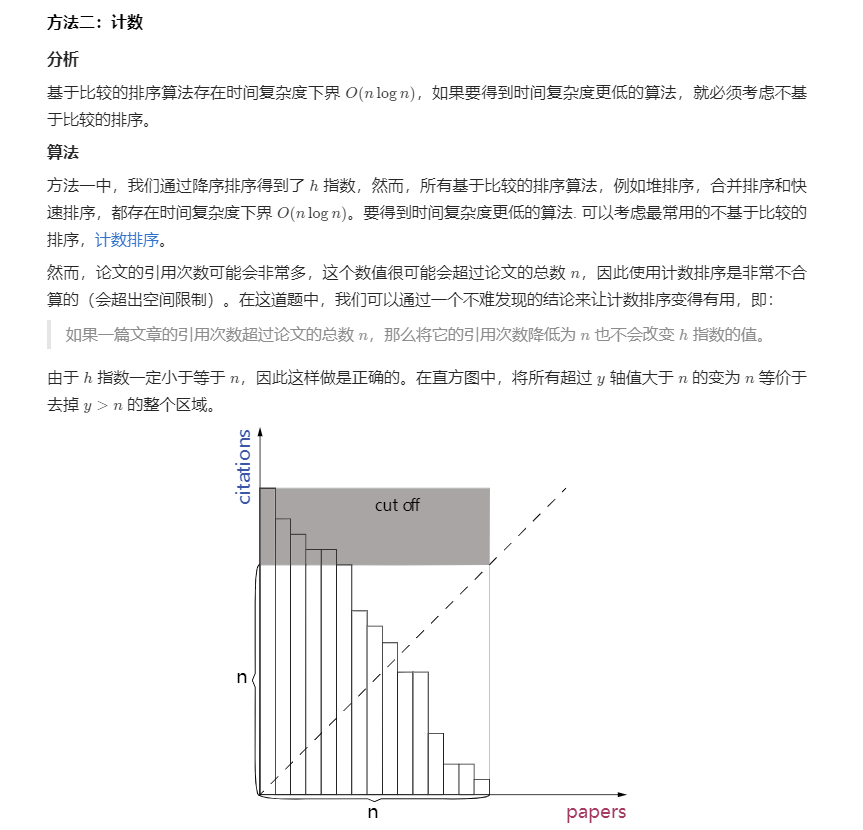 方法二：计数
分析
基于比较的排序算法存在时间复杂度下界 O(n log n)，如果要得到时间复杂度更低的算法，就必须考虑不基
于比较的排序。
算法
方法一中，我们通过降序排序得到了 h 指数，然而，所有基于比较的排序算法，例如堆排序，合并排序和快
速排序，都存在时间复杂度下界 O(n log n)。要得到时间复杂度更低的算法. 可以考虑最常用的不基于比较的
排序，计数排序。
然而，论文的引用次数可能会非常多，这个数值很可能会超过论文的总数 n，因此使用计数排序是非常不合
算的（会超出空间限制）。在这道题中，我们可以通过一个不难发现的结论来让计数排序变得有用，即：
如果一篇文章的引用次数超过论文的总数 n，那么将它的引用次数降低为 n 也不会改变 h 指数的值。
由于 h 指数一定小于等于 n，因此这样做是正确的。在直方图中，将所有超过 y 轴值大于 n 的变为 n 等价于
去掉 y > n 的整个区域。
citations
cut off
n
n
papers